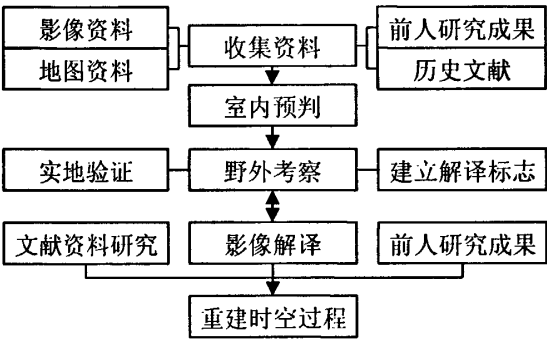 影像资料
收集资料
前人研究成果
地图资料
历史文献
室内预判
实地验证
野外考察
建立解译标志
文献资料研究
影像解译
前人研究成果
重建时空过程